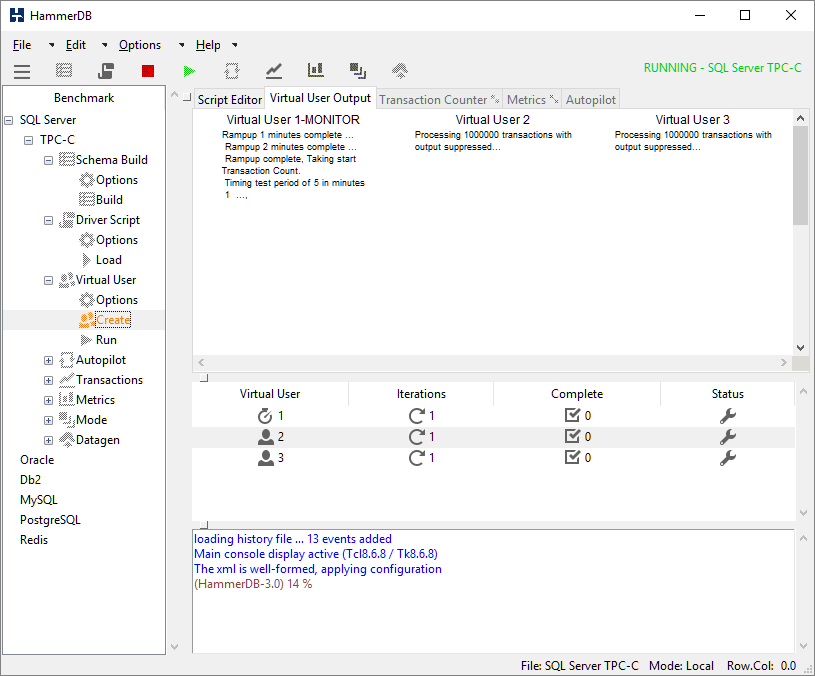 HammerDB
File Edit Options Help
RUNNING - SQL Server TPC-C
Benchmark
SQL Server
TPC-C
Schema Build
Options
Build
Driver Script
Options
Load
Virtual User
Options
Create
Run
Autopilot
Transactions
Metrics
Mode
Datagen
Oracle
Db2
MySQL
PostgreSQL
Redis
Script Editor Virtual User Output Transaction Counter Metrics Autopilot
Virtual User 1-MONITOR
Rampup 1 minutes complete ...
Rampup 2 minutes complete ...
Rampup complete, Taking start
Transaction Count.
Timing test period of 5 in minutes
1 ...,
Virtual User 2
Processing 1000000 transactions with
output suppressed...
Virtual User 3
Processing 1000000 transactions with
output suppressed...
Virtual User Iterations Complete Status
1 1 0
2 1 0
3 1 0
loading history file ... 13 events added
Main console display active (Tcl8.6.8 / Tk8.6.8)
The xml is well-formed, applying configuration
(HammerDB-3.0) 14 %
File: SQL Server TPC-C Mode: Local Row.Col: 0.0